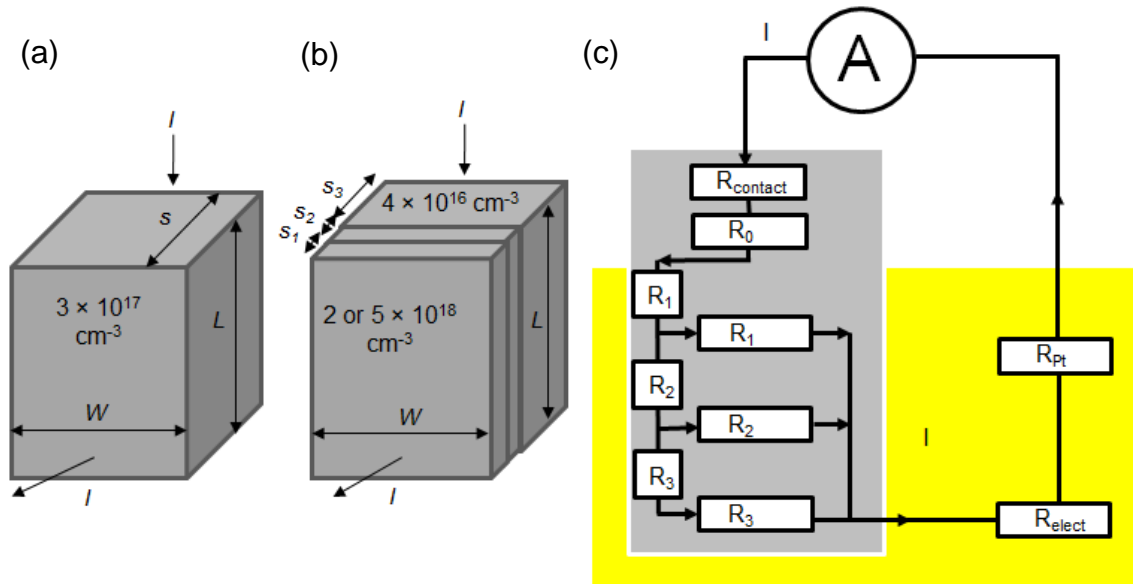 (a)
I
s
3 × 10¹⁷
cm⁻³
L
W
I
(b)
I
s₃
s₂
s₁
4 × 10¹⁶ cm⁻³
2 or 5 × 10¹⁸
cm⁻³
L
W
I
(c)
I
A
R_contact
R₀
R₁
R₁
R₂
R₂
R₃
R₃
I
R_Pt
R_elect